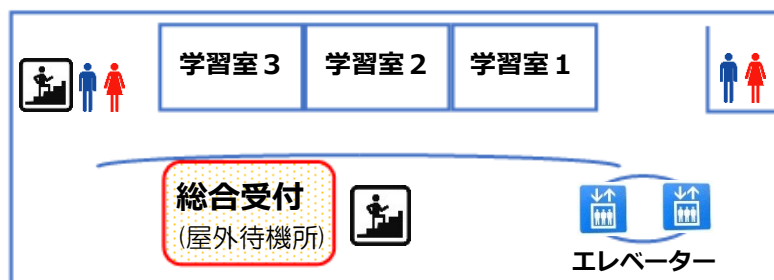 学習室３
学習室２
学習室１
総合受付
(屋外待機所)
エレベーター